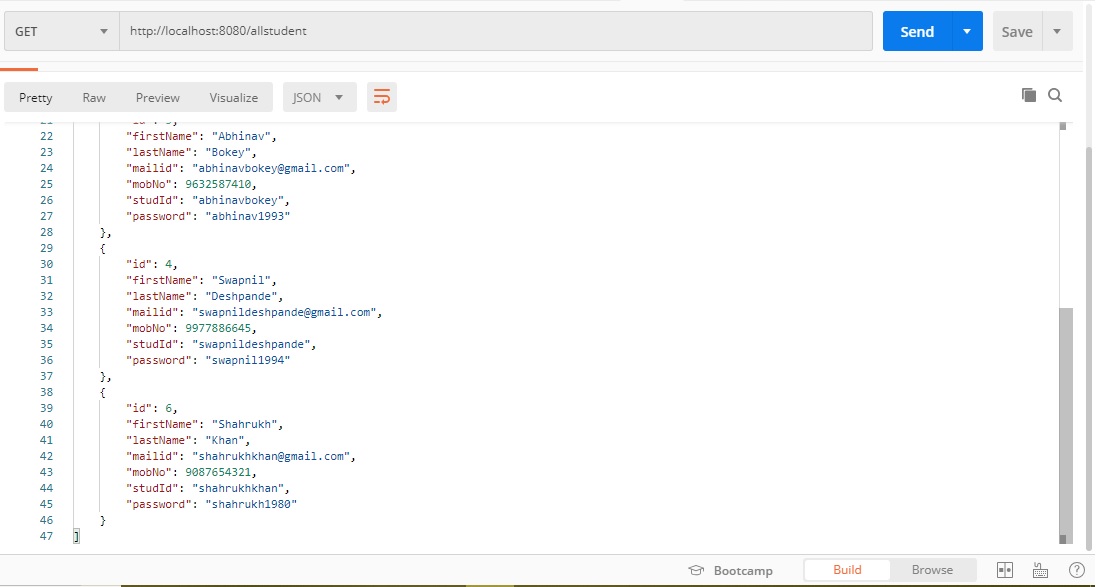 GET
http://localhost:8080/allstudent
Send
Save
Pretty
Raw
Preview
Visualize
JSON
22 "firstName": "Abhinav",
23 "lastName": "Bokey",
24 "mailid": "abhinavbokey@gmail.com",
25 "mobNo": 9632587410,
26 "studId": "abhinavbokey",
27 "password": "abhinav1993"
28 },
29 {
30 "id": 4,
31 "firstName": "Swapnil",
32 "lastName": "Deshpande",
33 "mailid": "swapnildeshpande@gmail.com",
34 "mobNo": 9977886645,
35 "studId": "swapnildeshpande",
36 "password": "swapnil1994"
37 },
38 {
39 "id": 6,
40 "firstName": "Shahrukh",
41 "lastName": "Khan",
42 "mailid": "shahrukhkhan@gmail.com",
43 "mobNo": 9087654321,
44 "studId": "shahrukhkhan",
45 "password": "shahrukh1980"
46 }
47 ]
Bootcamp
Build
Browse